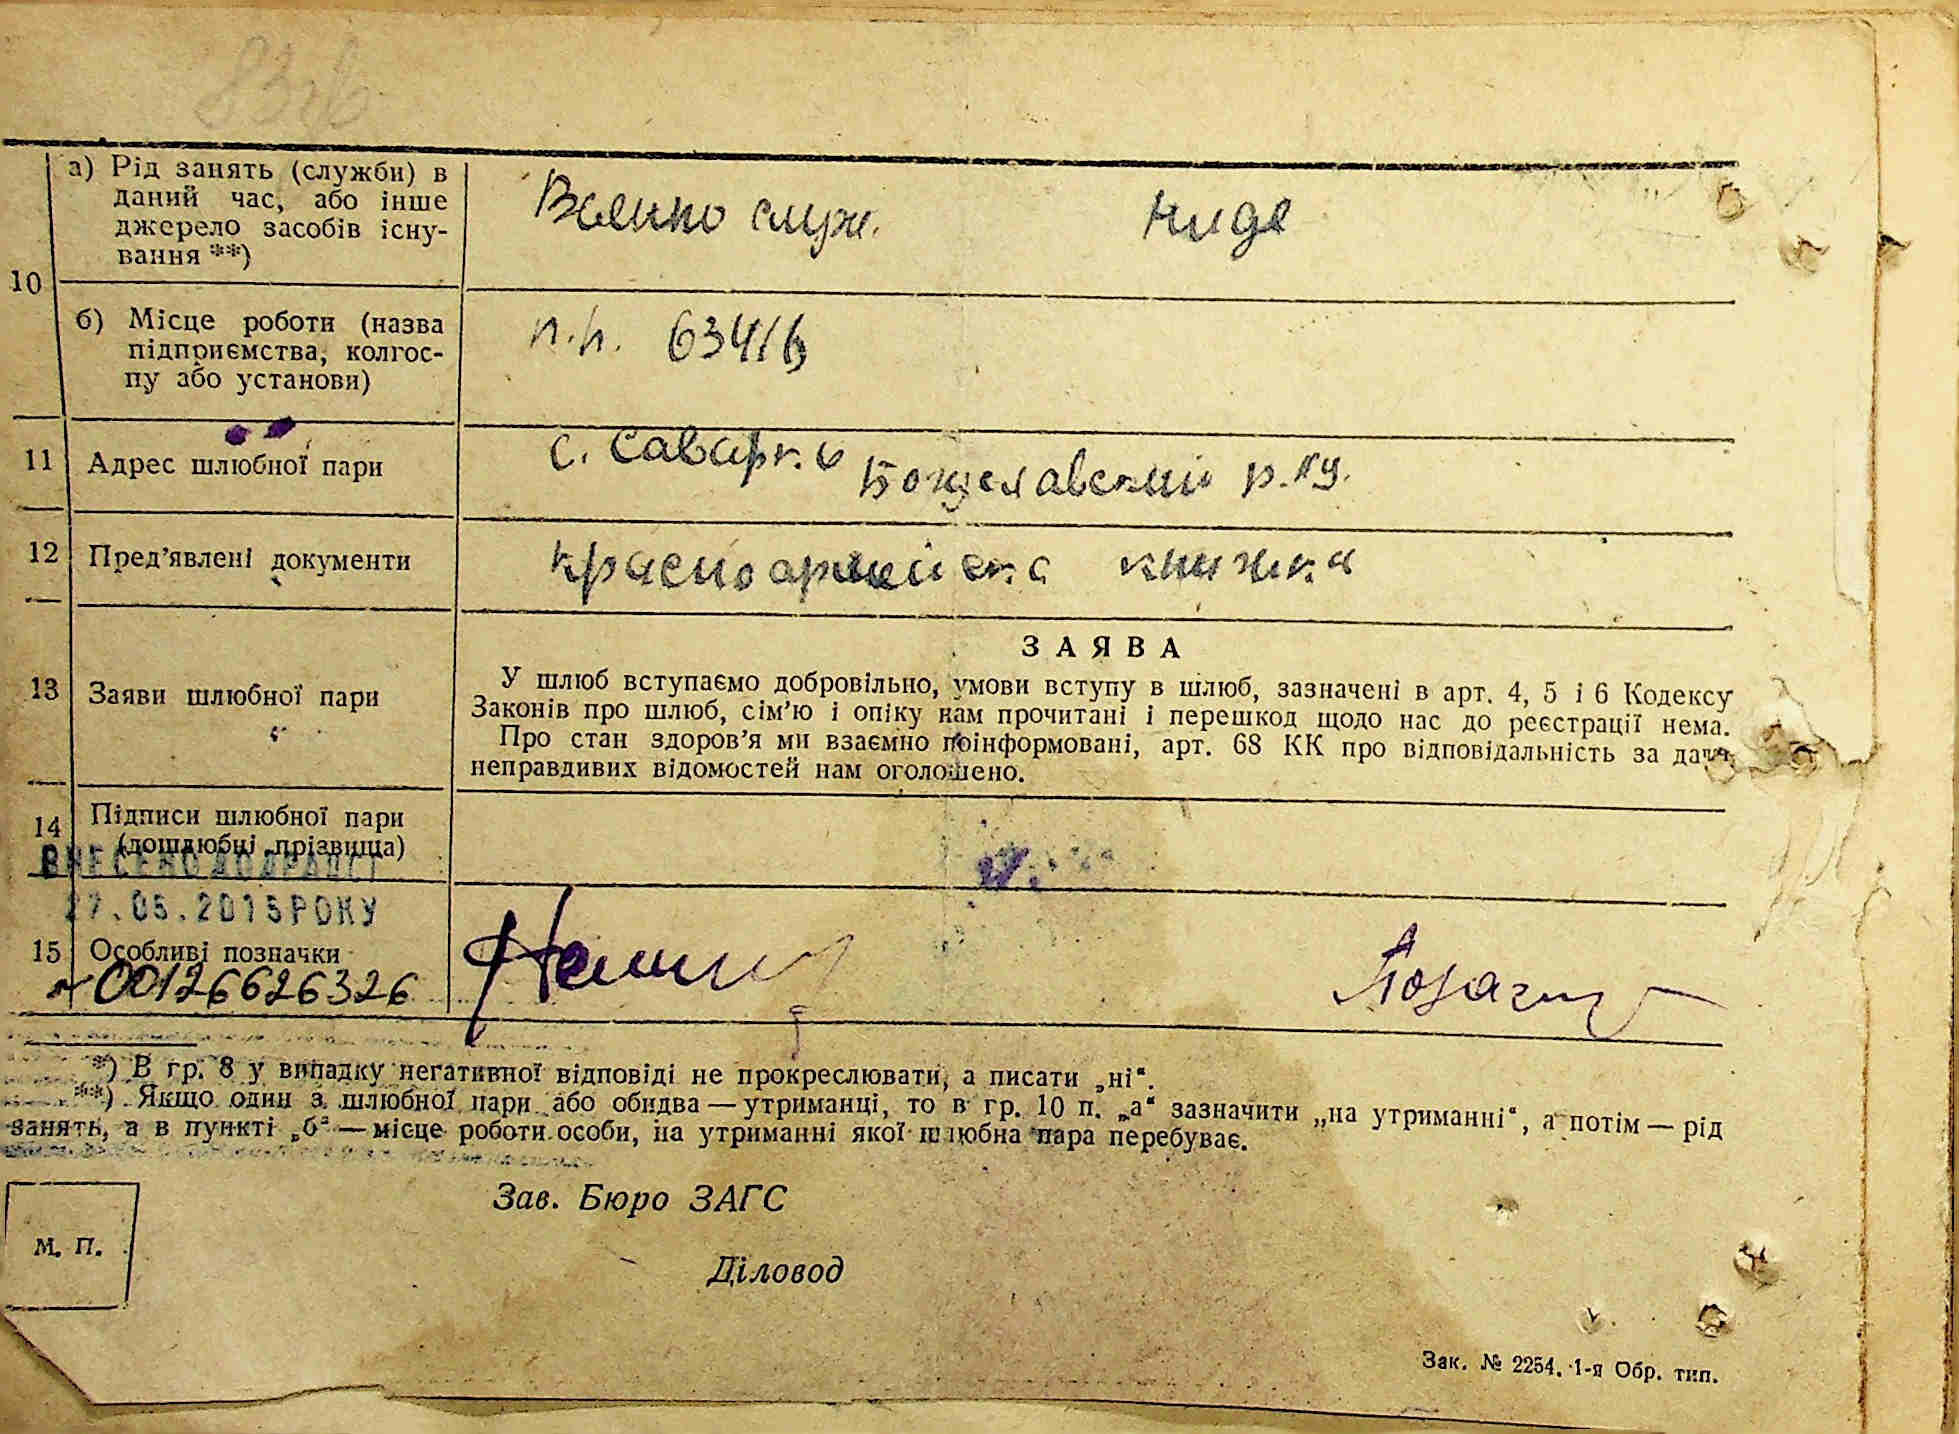 а) Рід занять (служби) в
даний час, або інше
джерело засобів існу-
вання **)
Воєнно служ. ниде
10
б) Місце роботи (назва
підприємства, колгос-
пу або установи)
п.п. 63416
11 Адрес шлюбної пари
с. Саварка Богуславский р.
12 Пред’явлені документи
красноармейска книжка
13 Заяви шлюбної пари
ЗАЯВА
У шлюб вступаємо добровільно, умови вступу в шлюб, зазначені в арт. 4, 5 і 6 Кодексу
Законів про шлюб, сім’ю і опіку нам прочитані і перешкод щодо нас до реєстрації нема.
Про стан здоров’я ми взаємно поінформовані, арт. 68 КК про відповідальність за дачу
неправдивих відомостей нам оголошено.
14 Підписи шлюбної пари
(дошлюбні прізвища)
ВНЕСЕНО ДО ДРАЦСГ
27.05.2015 РОКУ
15 Особливі позначки
00126626326
*) В гр. 8 у випадку негативної відповіді не прокреслювати, а писати „ні“.
**) Якщо один з шлюбної пари або обидва — утриманці, то в гр. 10 п. „а“ зазначити „на утриманні“, а потім — рід
занять, а в пункті „б“ — місце роботи особи, на утриманні якої шлюбна пара перебуває.
Зав. Бюро ЗАГС
М. П.
Діловод
Зак. № 2254. 1-я Обр. тип.